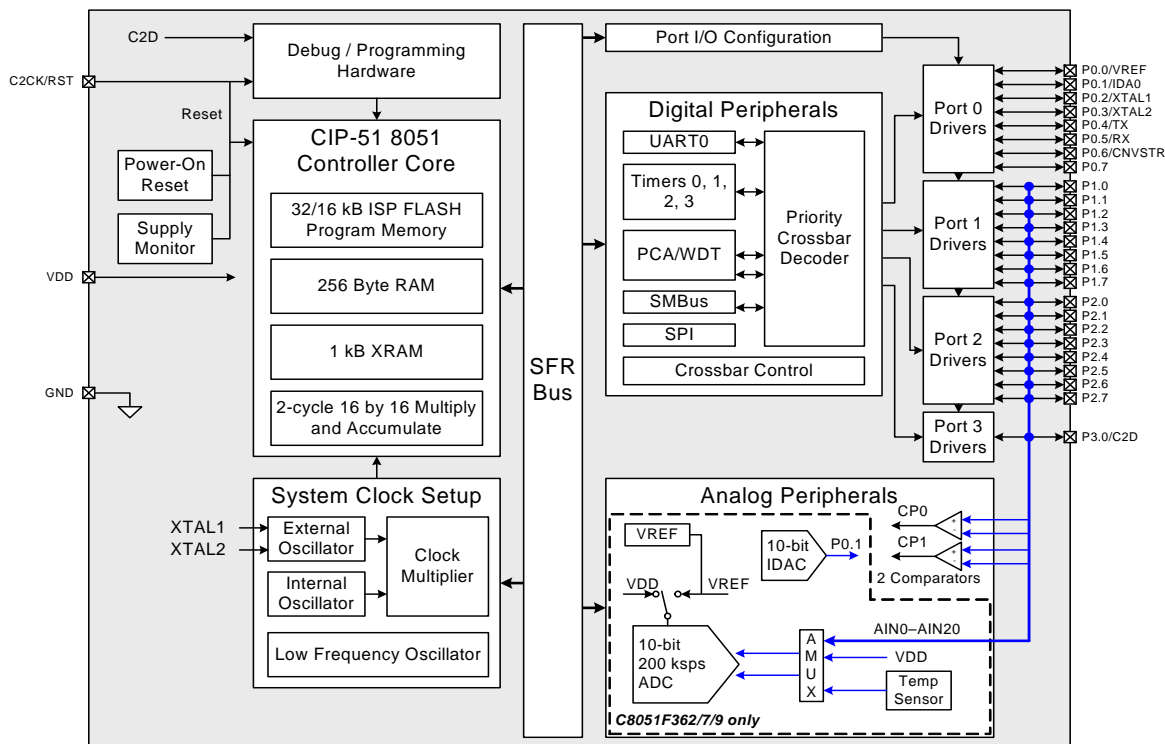 C2D
Debug / Programming
Hardware
C2CK/RST
Reset
Power-On
Reset
Supply
Monitor
VDD
GND
CIP-51 8051
Controller Core
32/16 kB ISP FLASH
Program Memory
256 Byte RAM
1 kB XRAM
2-cycle 16 by 16 Multiply
and Accumulate
System Clock Setup
XTAL1
XTAL2
External
Oscillator
Internal
Oscillator
Clock
Multiplier
Low Frequency Oscillator
SFR
Bus
Port I/O Configuration
Digital Peripherals
UART0
Timers 0, 1,
2, 3
PCA/WDT
SMBus
SPI
Priority
Crossbar
Decoder
Crossbar Control
Port 0
Drivers
Port 1
Drivers
Port 2
Drivers
Port 3
Drivers
P0.0/VREF
P0.1/IDA0
P0.2/XTAL1
P0.3/XTAL2
P0.4/TX
P0.5/RX
P0.6/CNVSTR
P0.7
P1.0
P1.1
P1.2
P1.3
P1.4
P1.5
P1.6
P1.7
P2.0
P2.1
P2.2
P2.3
P2.4
P2.5
P2.6
P2.7
P3.0/C2D
Analog Peripherals
VREF
VDD
VREF
10-bit
IDAC
P0.1
CP0
+
-
CP1
+
-
2 Comparators
10-bit
200 ksps
ADC
A
M
U
X
AIN0–AIN20
VDD
Temp
Sensor
C8051F362/7/9 only